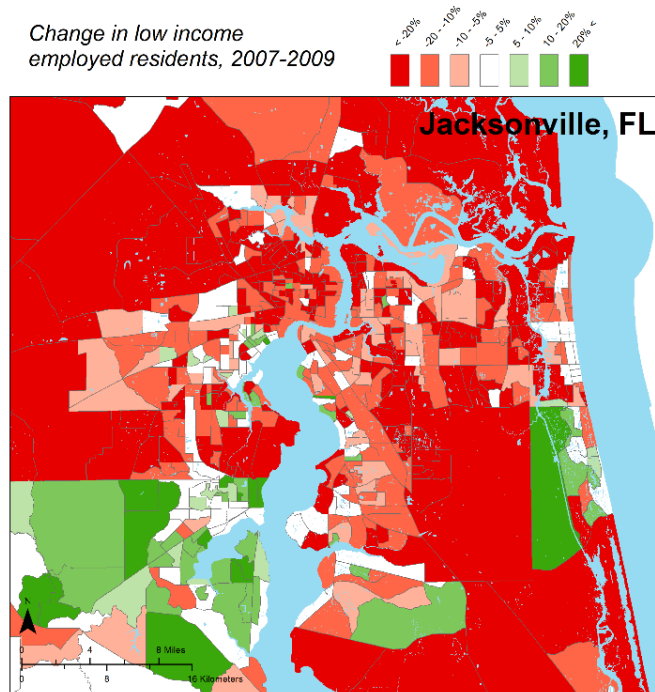 Change in low income
employed residents, 2007-2009
< -20%
-20 - -10%
-10 - -5%
-5 - 5%
5 - 10%
10 - 20%
20% <
Jacksonville, FL
N
0 4 8 Miles
0 8 16 Kilometers